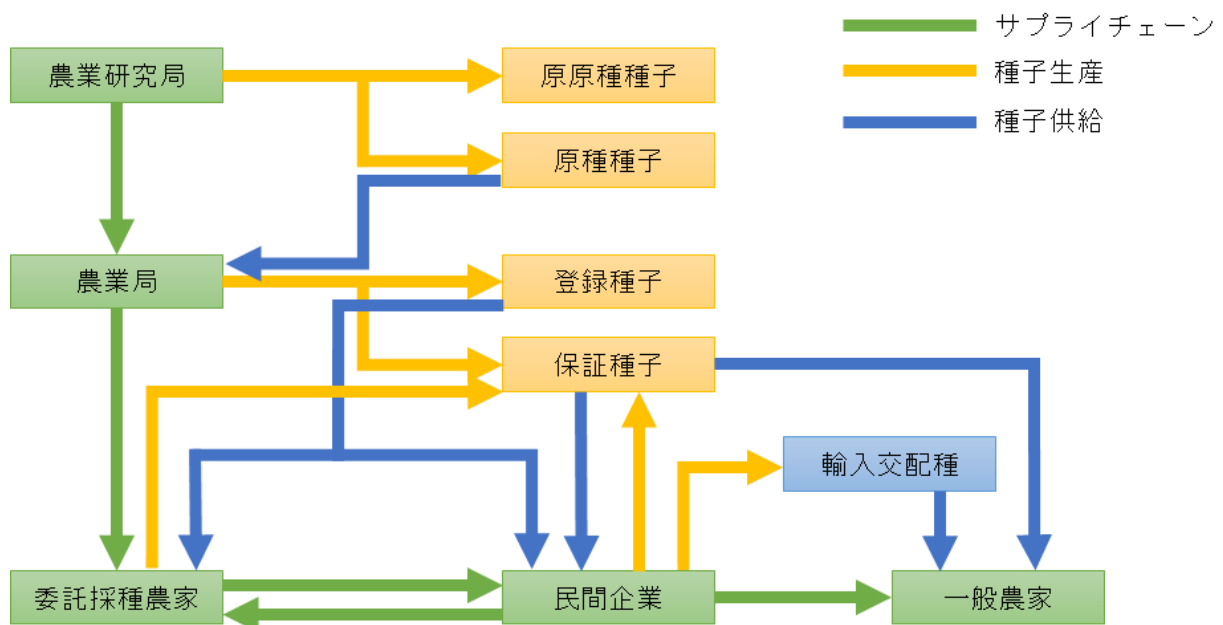 サプライチェーン
農業研究局
原原種種子
種子生産
種子供給
原種種子
農業局
登録種子
保証種子
輸入交配種
委託採種農家
民間企業
一般農家